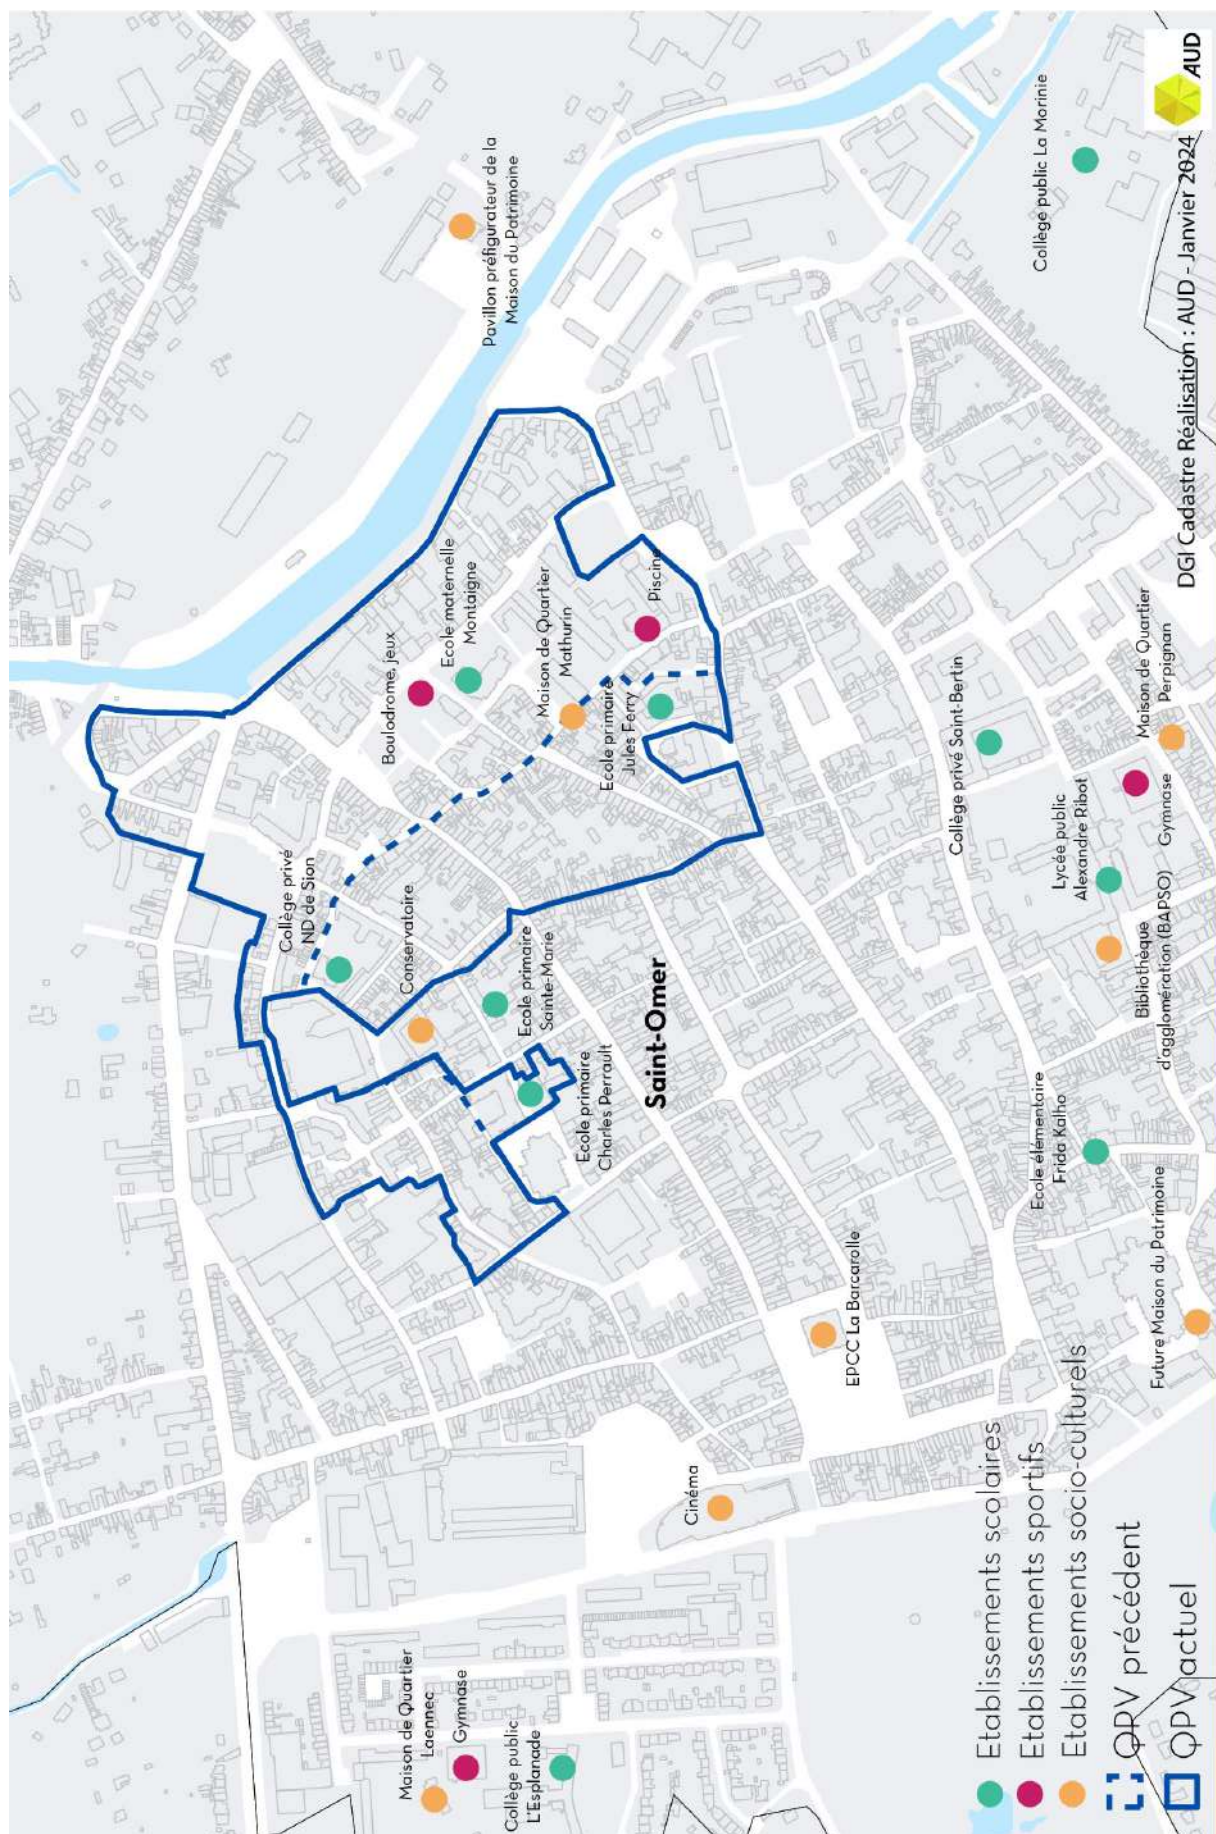 Pavillon préfigurateur de la
Maison du Patrimoine
Collège public La Morinie
Boulodrome, jeux
Ecole maternelle
Montaigne
Maison de Quartier
Mathurin
Piscine
Ecole primaire
Jules Ferry
Collège privé
ND de Sion
Conservatoire
Ecole primaire
Sainte-Marie
Ecole primaire
Charles Perrault
Saint-Omer
Collège privé Saint-Bertin
Maison de Quartier
Perpignan
Gymnase
Lycée public
Alexandre Ribot
Bibliothèque
d'agglomération (BAPSO)
Ecole élémentaire
Frida Kalho
Future Maison du Patrimoine
EPCC La Barcarolle
Cinéma
Maison de Quartier
Laennec
Gymnase
Collège public
L'Esplanade
Etablissements scolaires
Etablissements sportifs
Etablissements socio-culturels
QPV précédent
QPV actuel
DGI Cadastre Réalisation : AUD - Janvier 2024
AUD